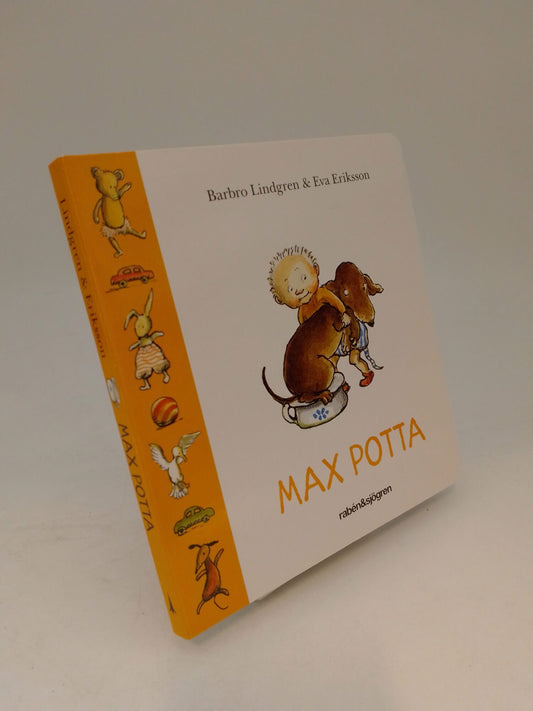 Barbro Lindgren & Eva Eriksson
MAX POTTA
rabén&sjögren
Lindgren & Eriksson
MAX POTTA